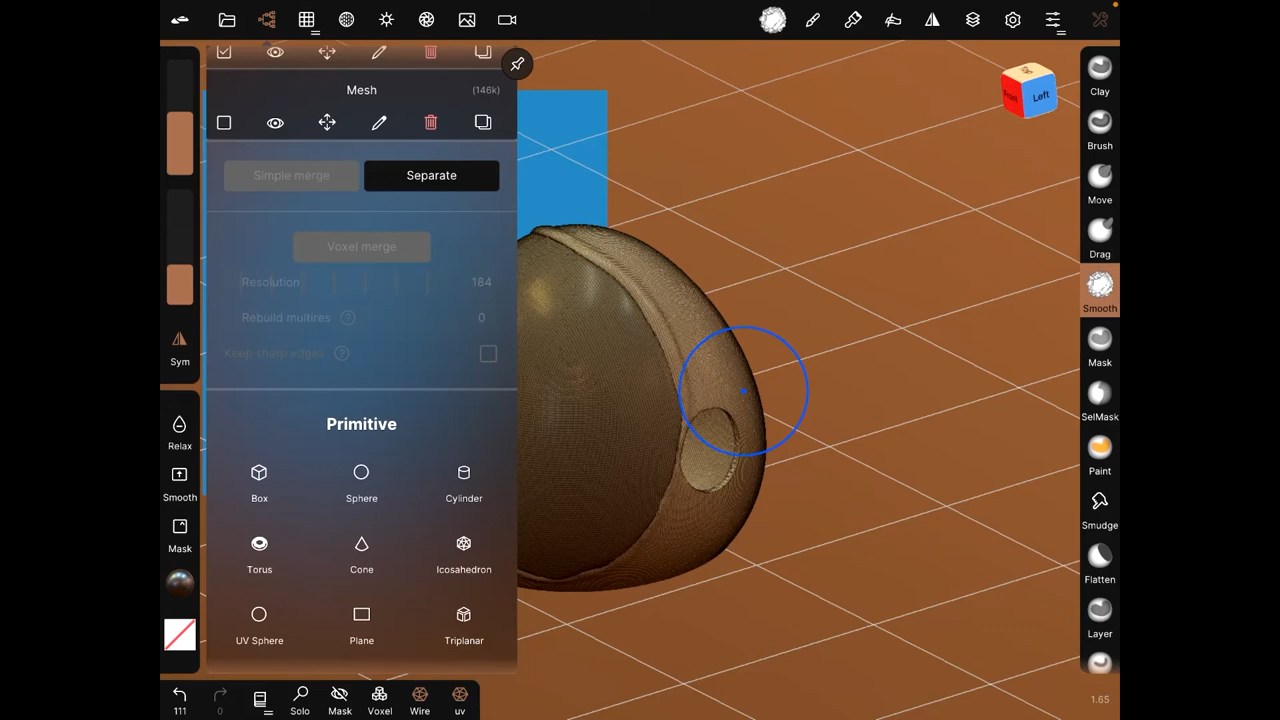 Mesh (146k)
Simple merge Separate
Voxel merge
Resolution 184
Rebuild multires ? 0
Keep sharp edges ?
Primitive
Box Sphere Cylinder
Torus Cone Icosahedron
UV Sphere Plane Triplanar
Sym
Relax
Smooth
Mask
111 0 Solo Mask Voxel Wire uv
Top
Front Left
Clay
Brush
Move
Drag
Smooth
Mask
SelMask
Paint
Smudge
Flatten
Layer
1.65